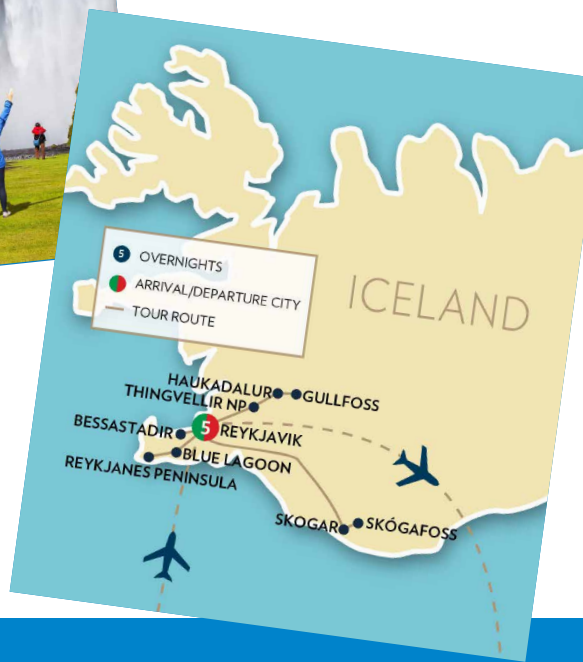 5 OVERNIGHTS
ARRIVAL/DEPARTURE CITY
TOUR ROUTE
ICELAND
HAUKADALUR
GULLFOSS
THINGVELLIR NP
BESSASTADIR
5 REYKJAVIK
BLUE LAGOON
REYKJANES PENINSULA
SKOGAR
SKÓGAFOSS